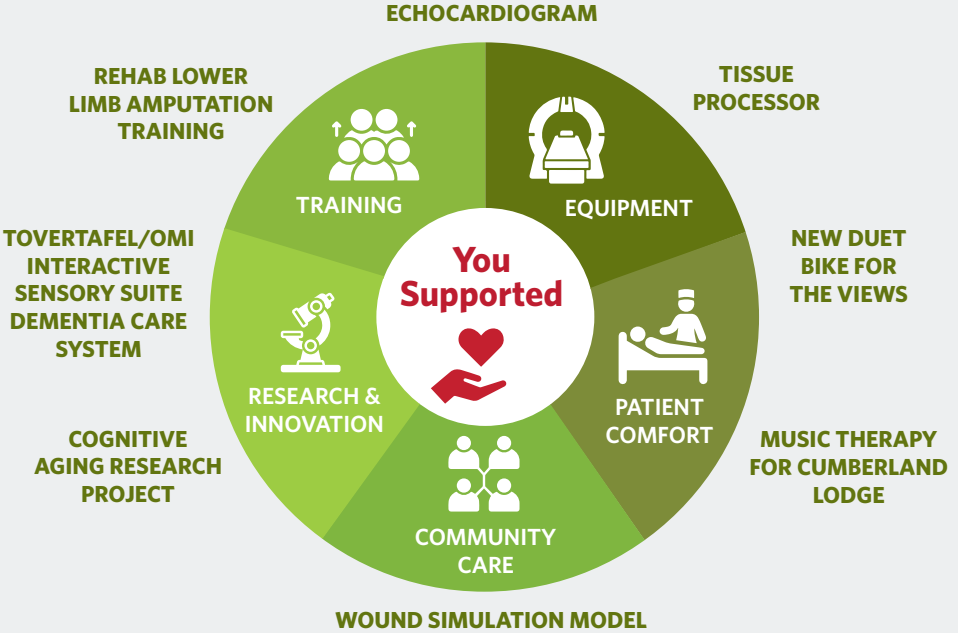 ECHOCARDIOGRAM
TISSUE
PROCESSOR
NEW DUET
BIKE FOR
THE VIEWS
MUSIC THERAPY
FOR CUMBERLAND
LODGE
WOUND SIMULATION MODEL
COGNITIVE
AGING RESEARCH
PROJECT
TOVERTAFEL/OMI
INTERACTIVE
SENSORY SUITE
DEMENTIA CARE
SYSTEM
REHAB LOWER
LIMB AMPUTATION
TRAINING
TRAINING
EQUIPMENT
PATIENT
COMFORT
COMMUNITY
CARE
RESEARCH &
INNOVATION
You
Supported